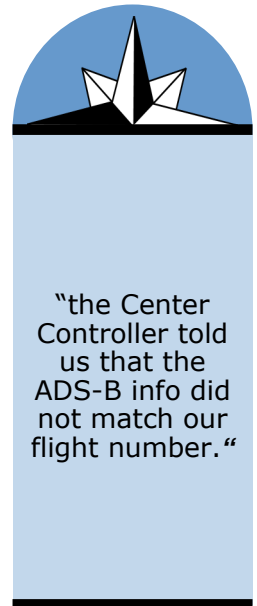 “the Center
Controller told
us that the
ADS-B info did
not match our
flight number.“